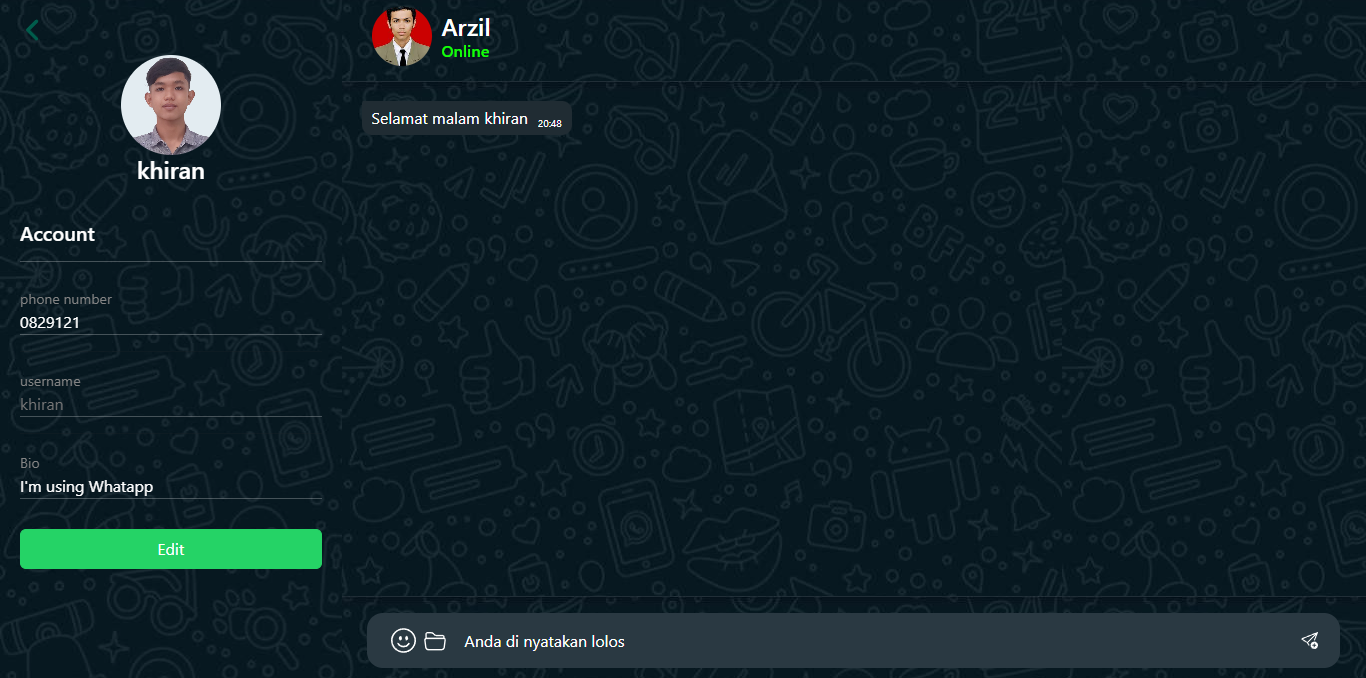 khiran
Account
phone number
0829121
username
khiran
Bio
I'm using Whatapp
Edit
Arzil
Online
Selamat malam khiran 20:48
Anda di nyatakan lolos